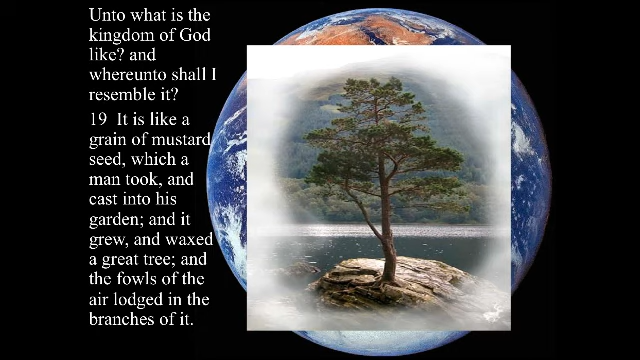 Unto what is the
kingdom of God
like? and
whereunto shall I
resemble it?
19 It is like a
grain of mustard
seed, which a
man took, and
cast into his
garden; and it
grew, and waxed
a great tree; and
the fowls of the
air lodged in the
branches of it.